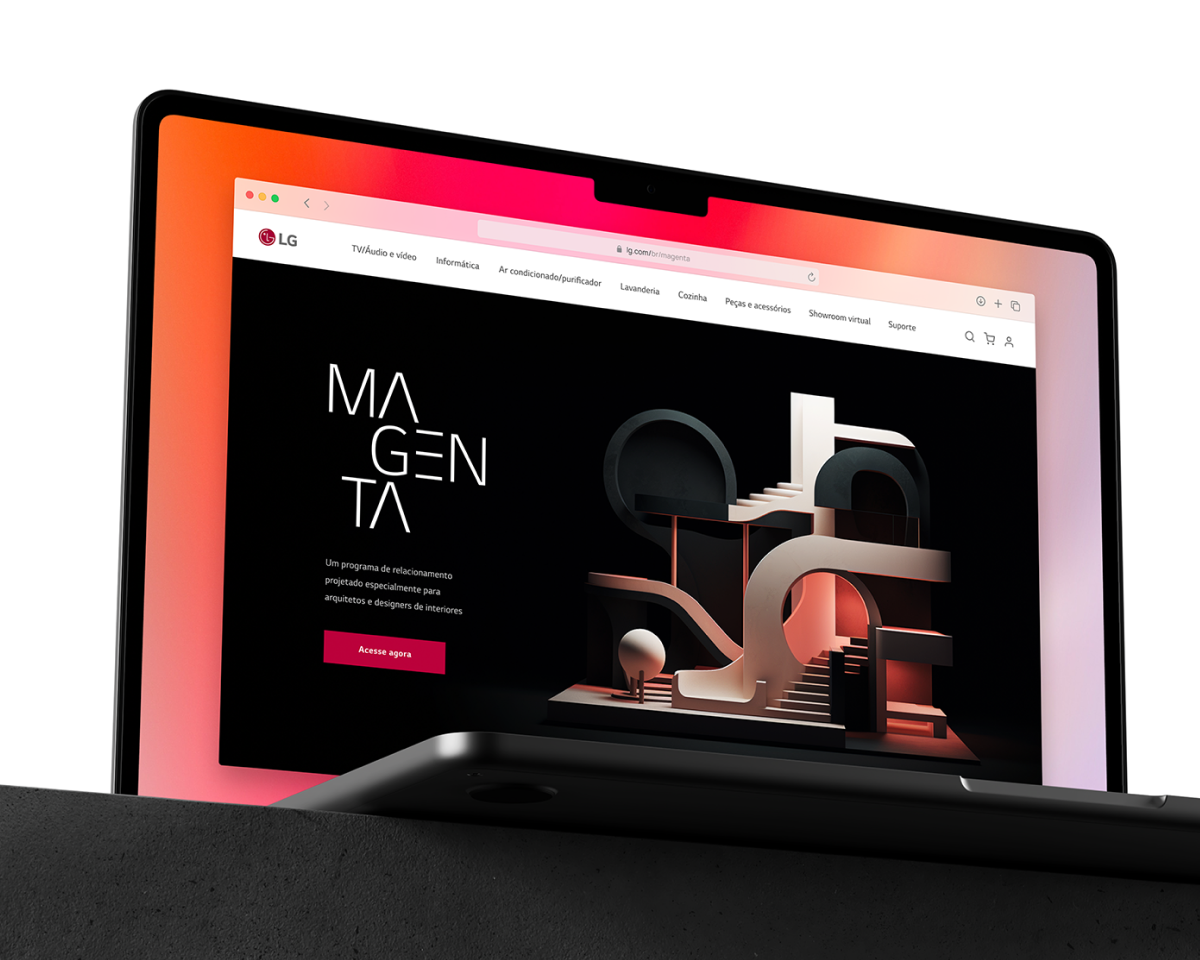 lg.com/br/magenta
LG
TV/Áudio e vídeo
Informática
Ar condicionado/purificador
Lavanderia
Cozinha
Peças e acessórios
Showroom virtual
Suporte
MA
GEN
TA
Um programa de relacionamento
projetado especialmente para
arquitetos e designers de interiores
Acesse agora